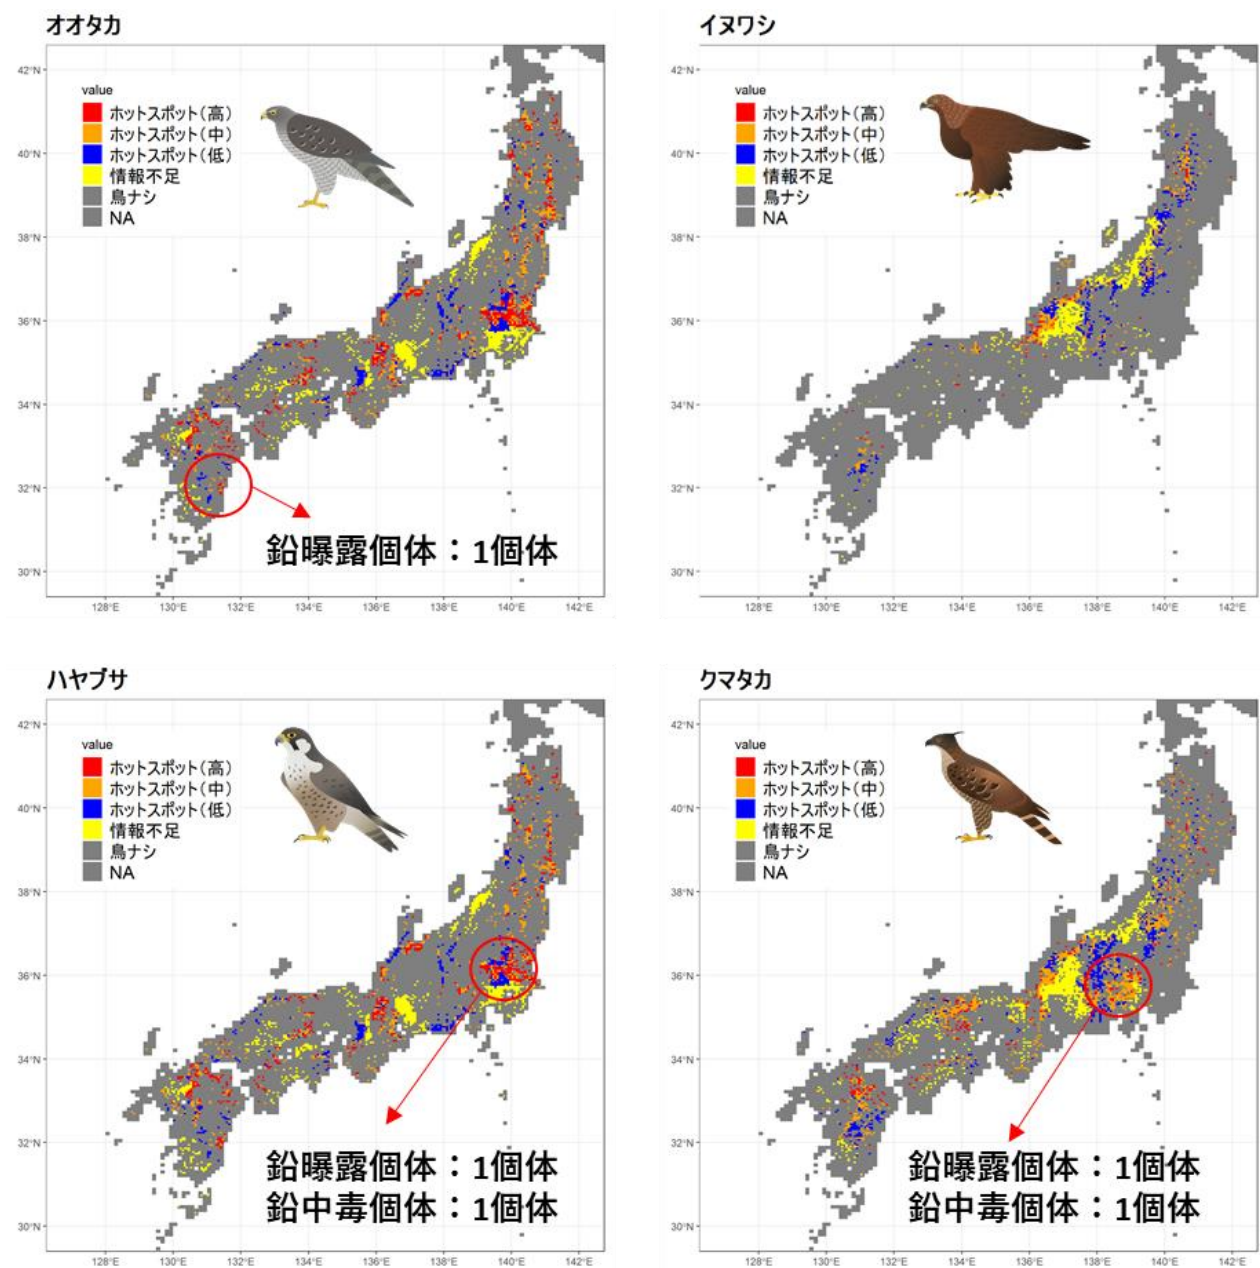 オオタカ
42°N
40°N
38°N
36°N
34°N
32°N
30°N
value
ホットスポット(高)
ホットスポット(中)
ホットスポット(低)
情報不足
鳥ナシ
NA
鉛曝露個体：1個体
128°E 130°E 132°E 134°E 136°E 138°E 140°E 142°E
イヌワシ
42°N
40°N
38°N
36°N
34°N
32°N
30°N
value
ホットスポット(高)
ホットスポット(中)
ホットスポット(低)
情報不足
鳥ナシ
NA
128°E 130°E 132°E 134°E 136°E 138°E 140°E 142°E
ハヤブサ
42°N
40°N
38°N
36°N
34°N
32°N
30°N
value
ホットスポット(高)
ホットスポット(中)
ホットスポット(低)
情報不足
鳥ナシ
NA
鉛曝露個体：1個体
鉛中毒個体：1個体
128°E 130°E 132°E 134°E 136°E 138°E 140°E 142°E
クマタカ
42°N
40°N
38°N
36°N
34°N
32°N
30°N
value
ホットスポット(高)
ホットスポット(中)
ホットスポット(低)
情報不足
鳥ナシ
NA
鉛曝露個体：1個体
鉛中毒個体：1個体
128°E 130°E 132°E 134°E 136°E 138°E 140°E 142°E